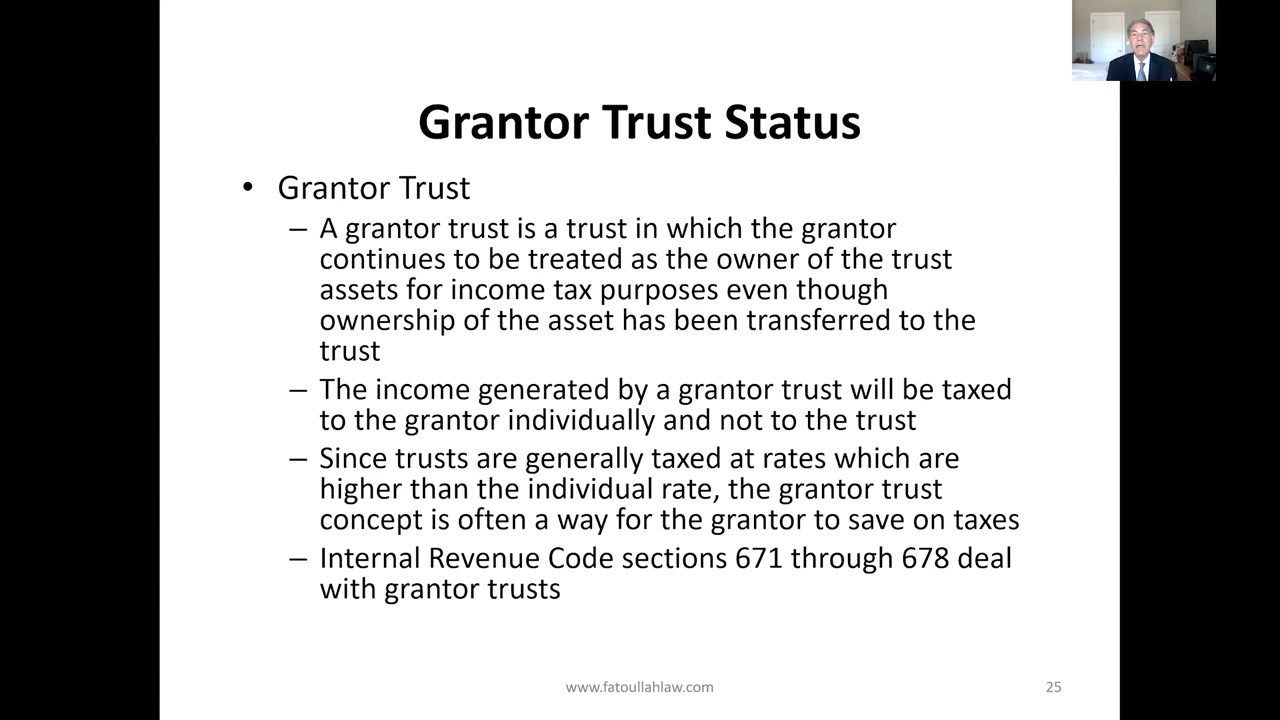 Grantor Trust Status
• Grantor Trust
– A grantor trust is a trust in which the grantor
continues to be treated as the owner of the trust
assets for income tax purposes even though
ownership of the asset has been transferred to the
trust
– The income generated by a grantor trust will be taxed
to the grantor individually and not to the trust
– Since trusts are generally taxed at rates which are
higher than the individual rate, the grantor trust
concept is often a way for the grantor to save on taxes
– Internal Revenue Code sections 671 through 678 deal
with grantor trusts
www.fatoullahlaw.com
25